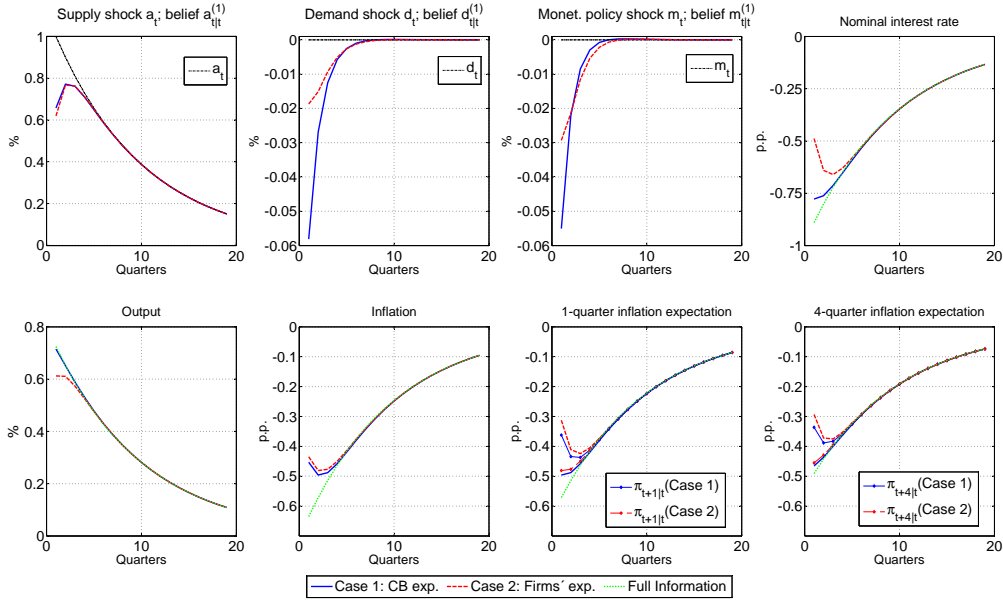 Supply shock a_t; belief a_{t|t}^{(1)}
Demand shock d_t; belief d_{t|t}^{(1)}
Monet. policy shock m_t; belief m_{t|t}^{(1)}
Nominal interest rate
1
0.8
0.6
0.4
0.2
0
%
a_t
0 10 20
Quarters
0
-0.01
-0.02
-0.03
-0.04
-0.05
-0.06
%
d_t
0 10 20
Quarters
0
-0.01
-0.02
-0.03
-0.04
-0.05
-0.06
%
m_t
0 10 20
Quarters
0
-0.25
-0.5
-0.75
-1
p.p.
0 10 20
Quarters
Output
Inflation
1-quarter inflation expectation
4-quarter inflation expectation
0.8
0.6
0.4
0.2
0
%
0 10 20
Quarters
0
-0.1
-0.2
-0.3
-0.4
-0.5
-0.6
p.p.
0 10 20
Quarters
0
-0.1
-0.2
-0.3
-0.4
-0.5
-0.6
p.p.
π_{t+1|t}(Case 1)
π_{t+1|t}(Case 2)
0 10 20
Quarters
0
-0.1
-0.2
-0.3
-0.4
-0.5
-0.6
p.p.
π_{t+4|t}(Case 1)
π_{t+4|t}(Case 2)
0 10 20
Quarters
Case 1: CB exp. Case 2: Firms´ exp. Full Information